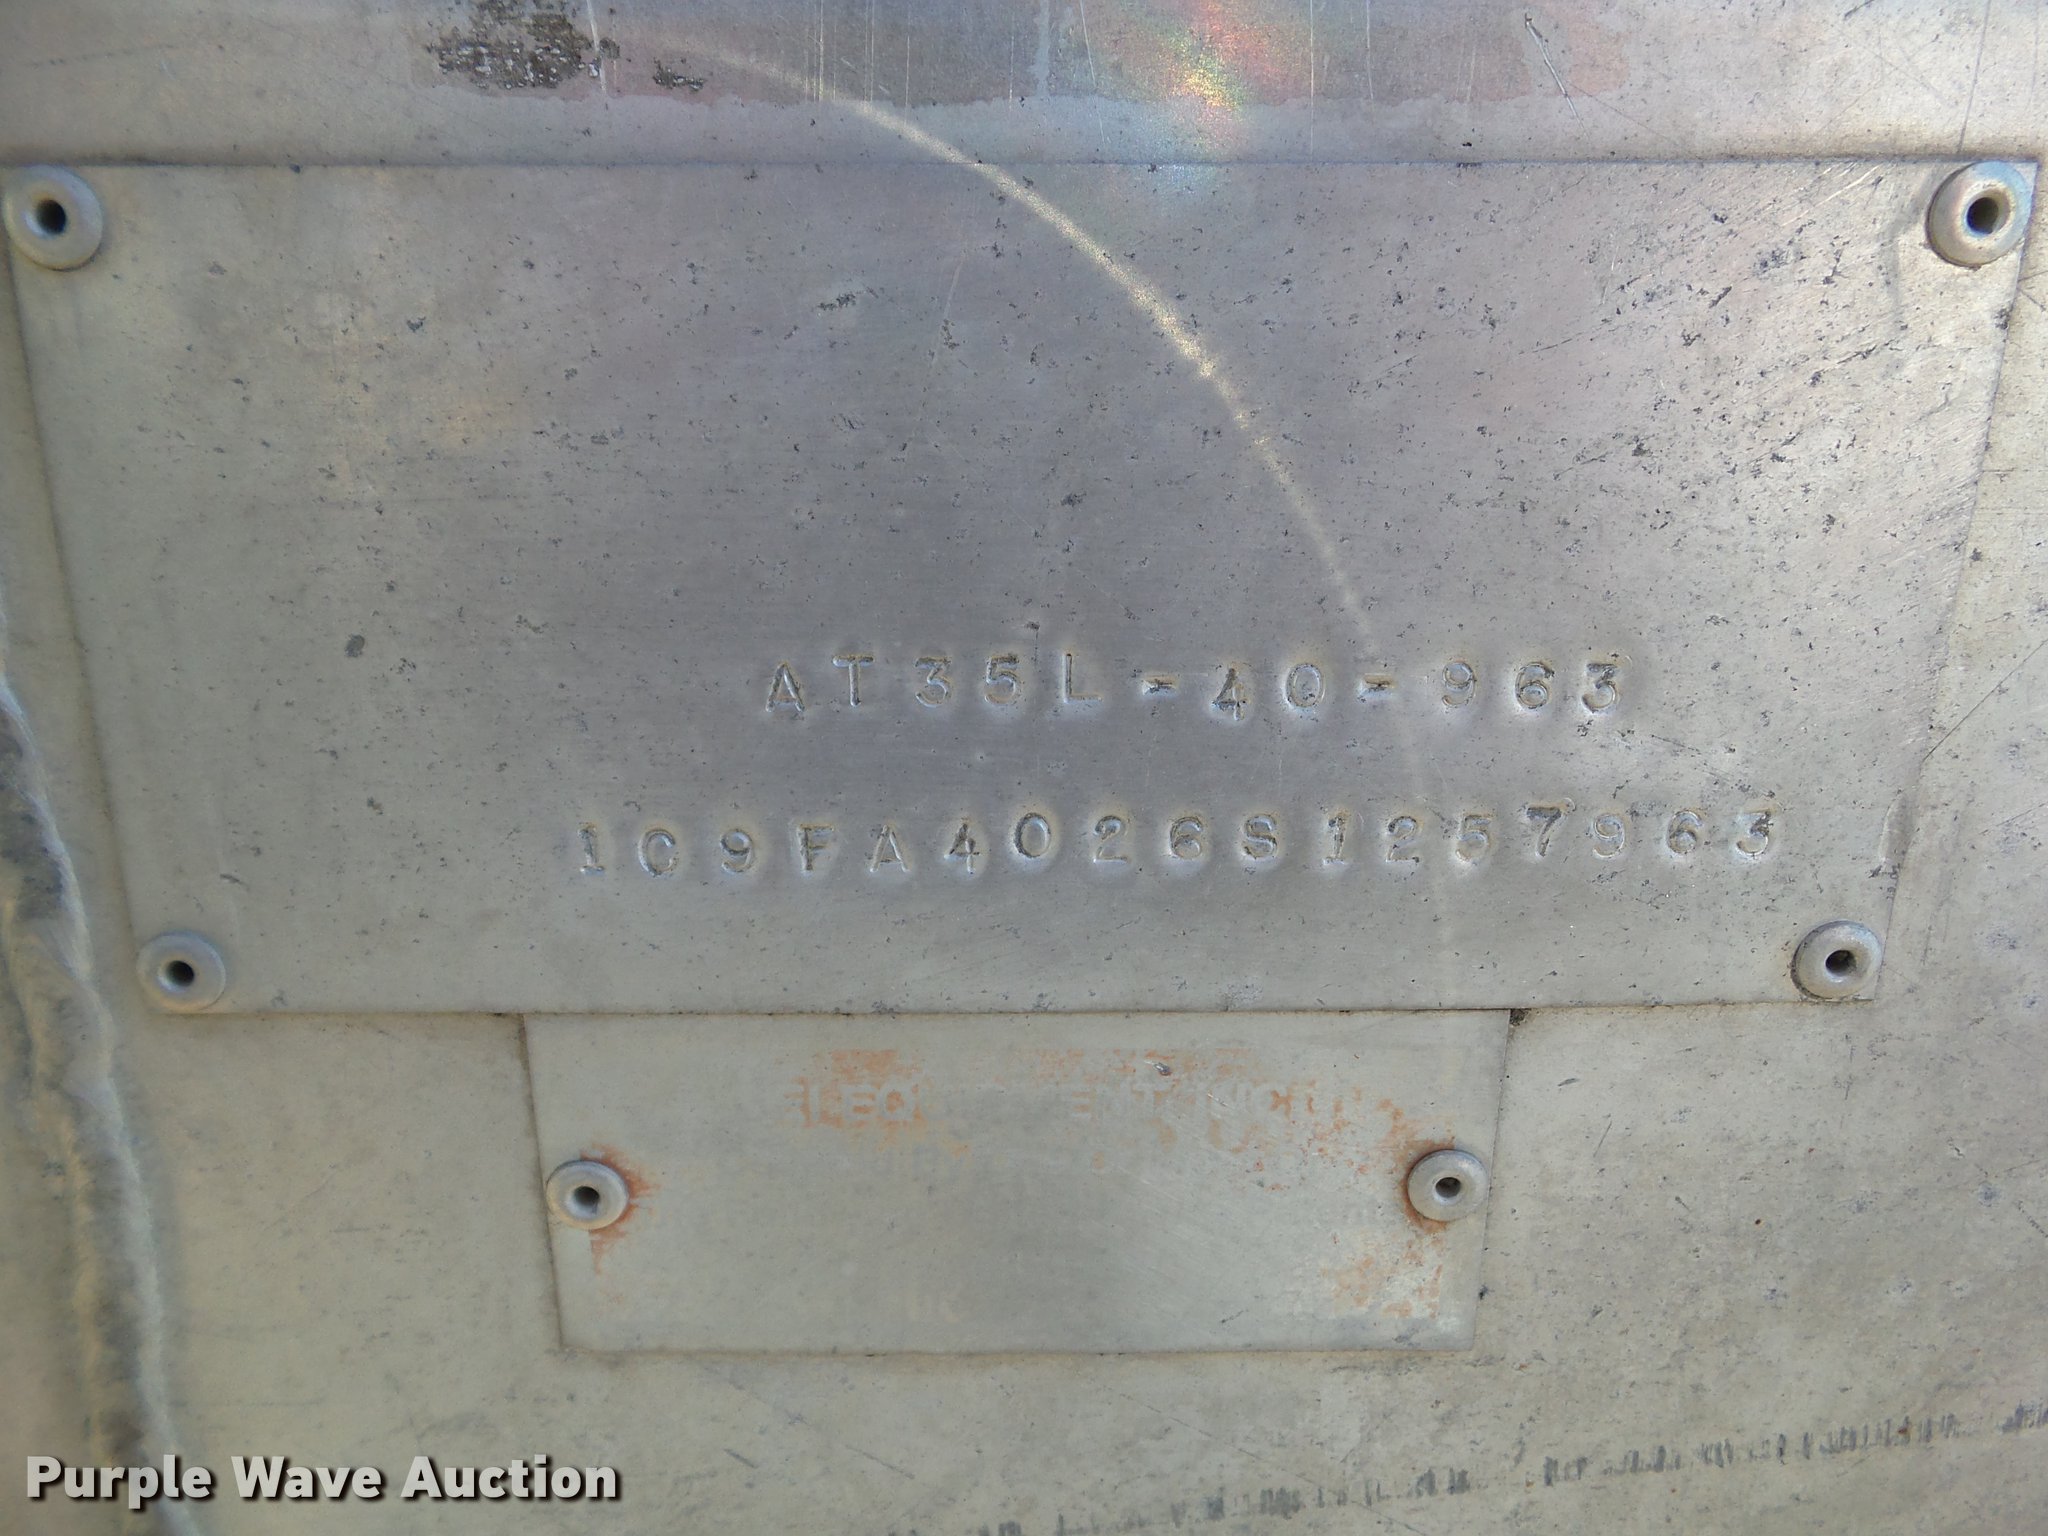 AT35L-40-963
1C9FA4026S1257963
Purple Wave Auction